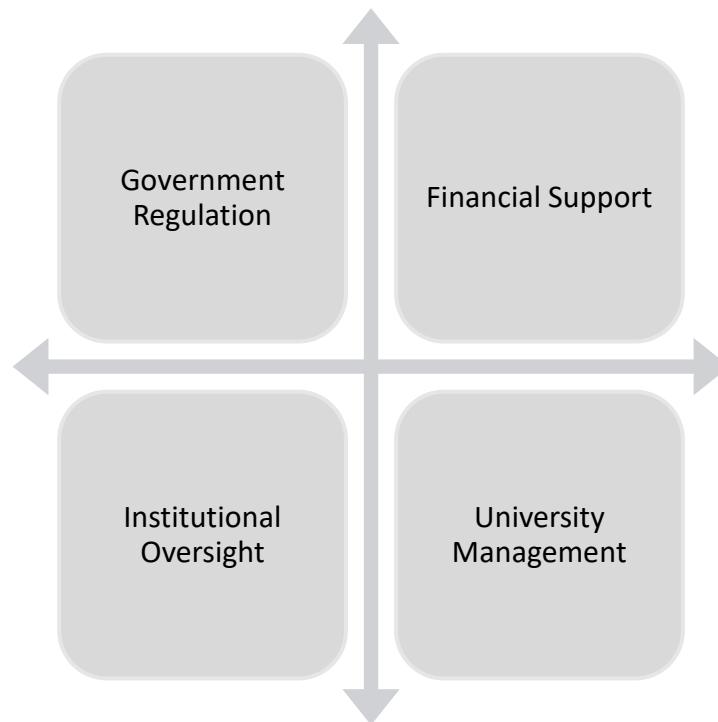 Government
Regulation
Financial Support
Institutional
Oversight
University
Management